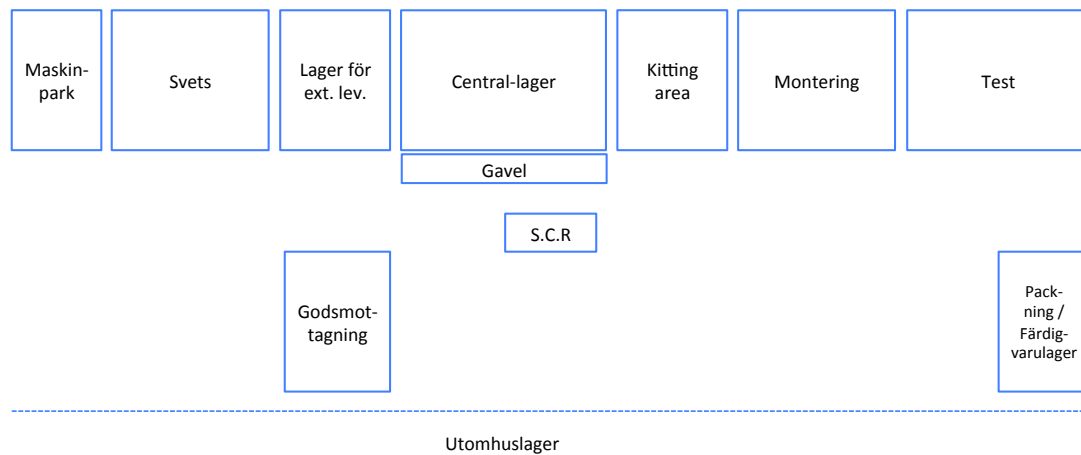 Maskin-
park
Svets
Lager för
ext. lev.
Central-lager
Kitting
area
Montering
Test
Gavel
S.C.R
Godsmot-
tagning
Pack-
ning /
Färdig-
varulager
Utomhuslager